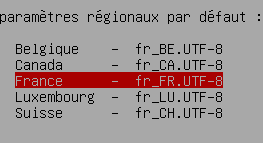 paramètres régionaux par défaut :
Belgique - fr_BE.UTF-8
Canada - fr_CA.UTF-8
France - fr_FR.UTF-8
Luxembourg - fr_LU.UTF-8
Suisse - fr_CH.UTF-8